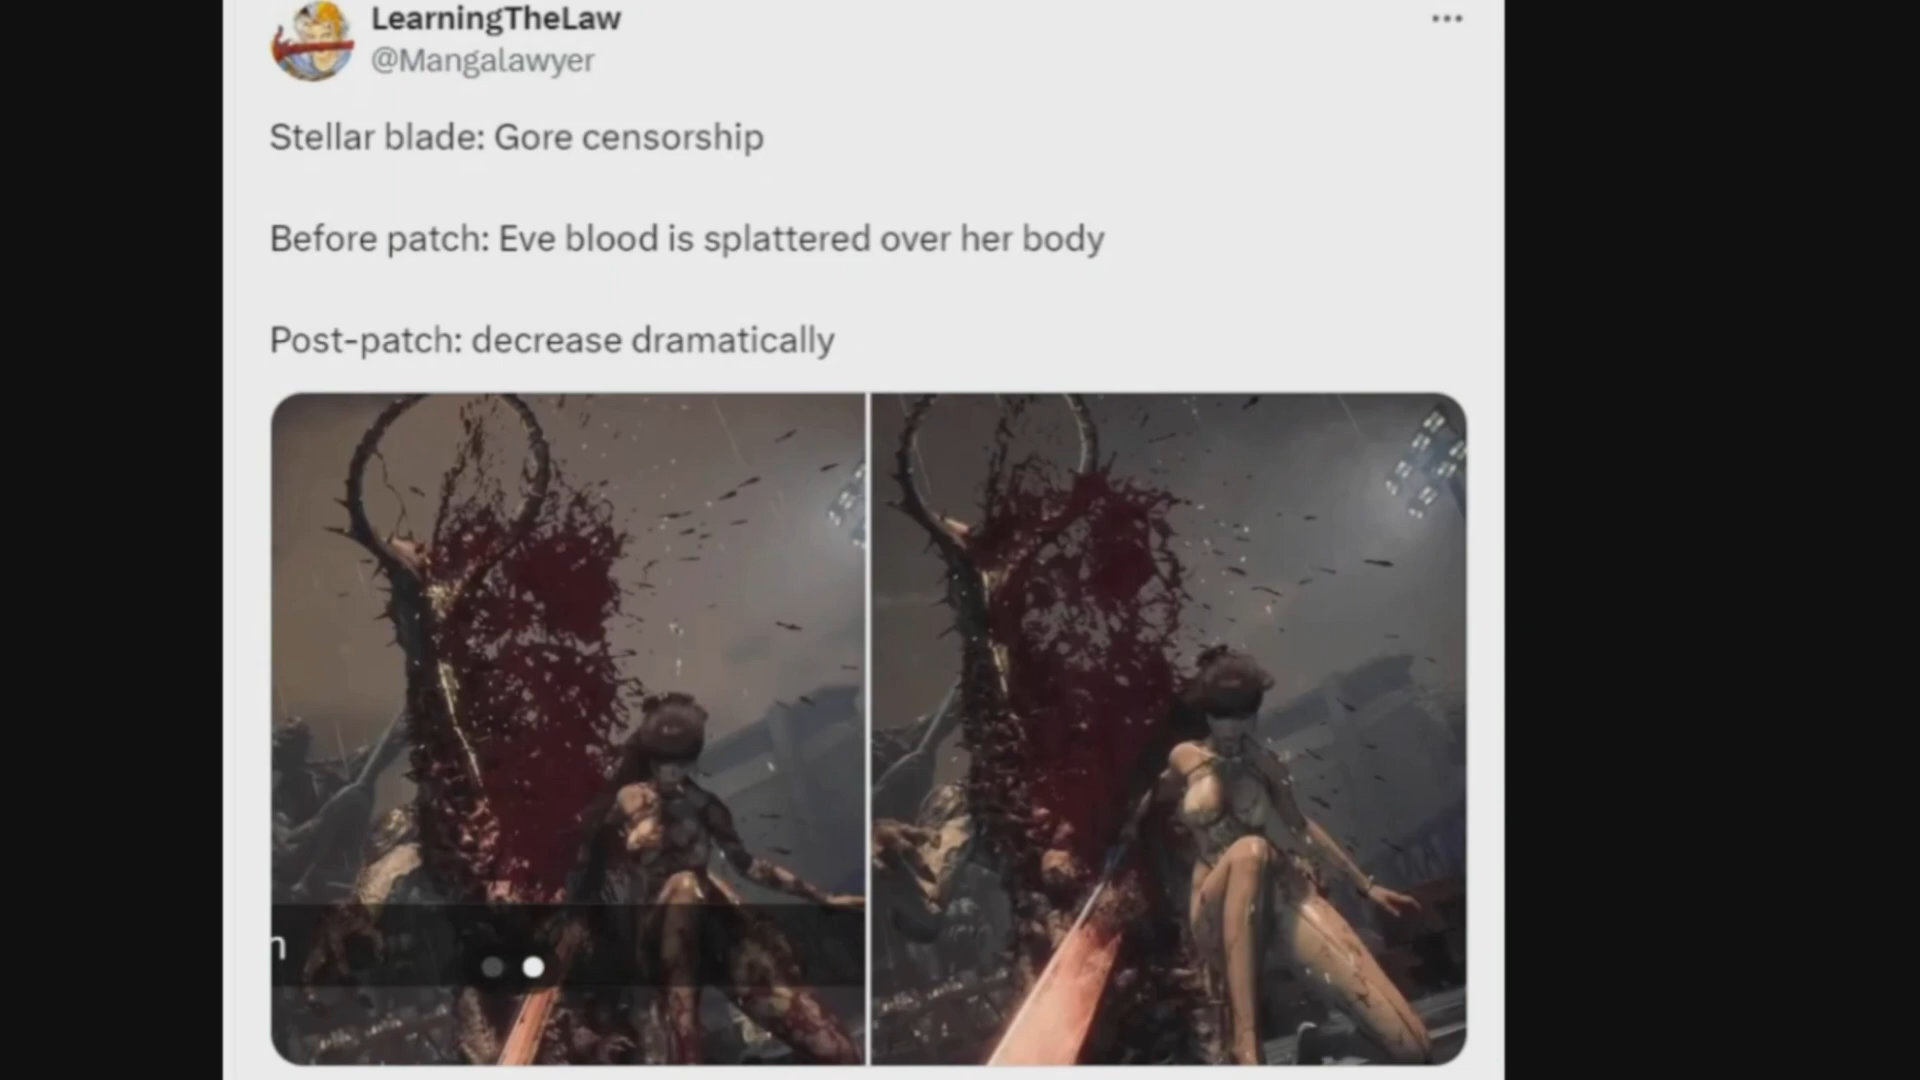 LearningTheLaw
@Mangalawyer
Stellar blade: Gore censorship
Before patch: Eve blood is splattered over her body
Post-patch: decrease dramatically
n